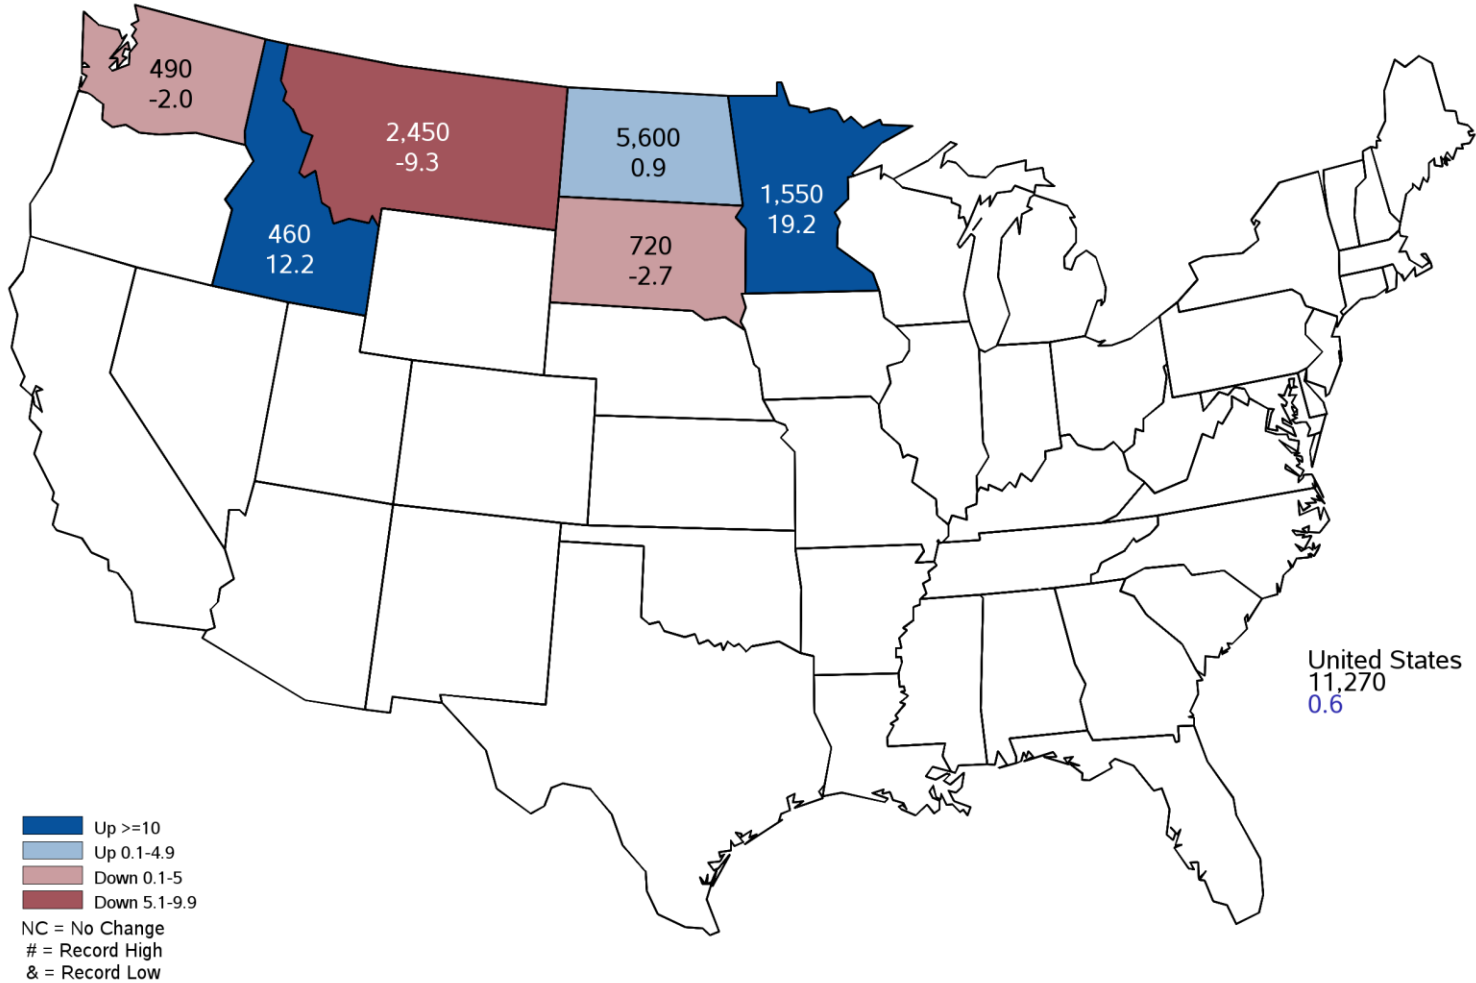 490
-2.0
2,450
-9.3
5,600
0.9
1,550
19.2
460
12.2
720
-2.7
United States
11,270
0.6
Up >=10
Up 0.1-4.9
Down 0.1-5
Down 5.1-9.9
NC = No Change
# = Record High
& = Record Low